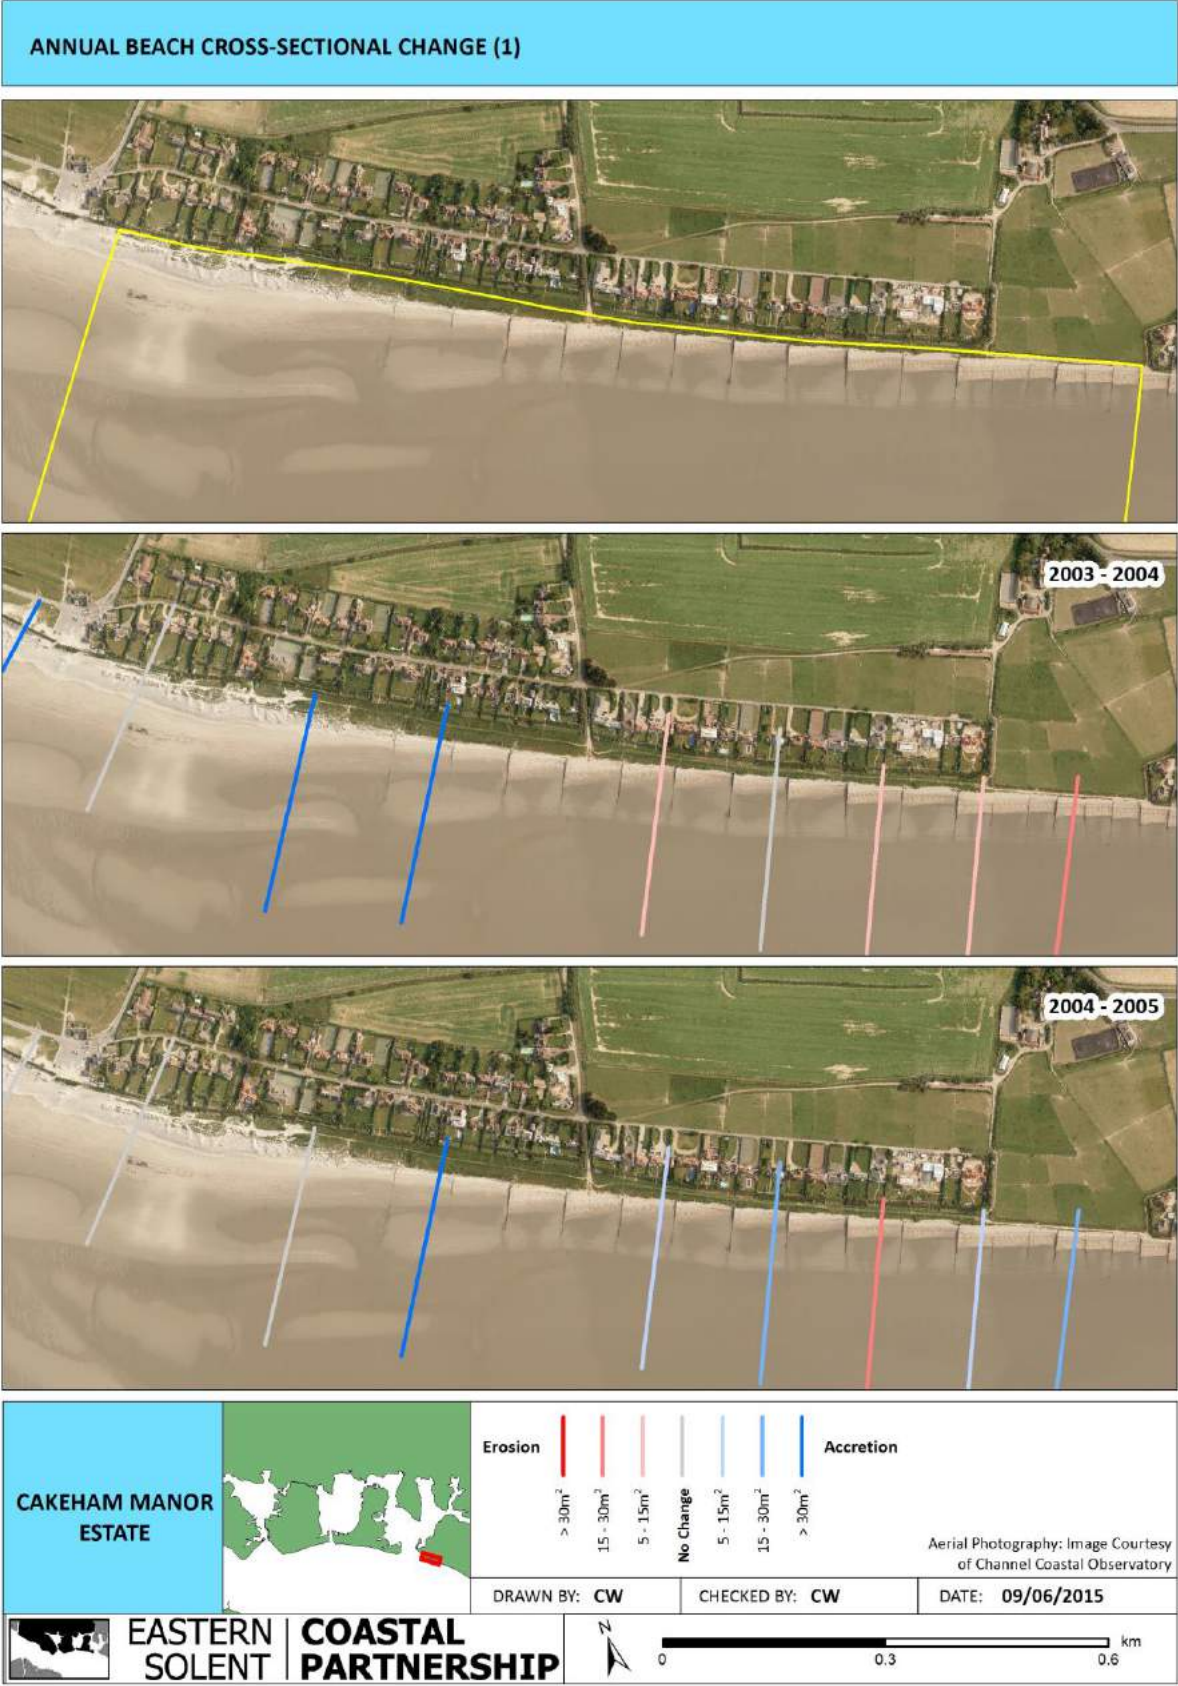 ANNUAL BEACH CROSS-SECTIONAL CHANGE (1)
2003 - 2004
2004 - 2005
CAKEHAM MANOR
ESTATE
Erosion
> 30m²
15 - 30m²
5 - 15m²
No Change
5 - 15m²
15 - 30m²
> 30m²
Accretion
Aerial Photography: Image Courtesy
of Channel Coastal Observatory
DRAWN BY: CW
CHECKED BY: CW
DATE: 09/06/2015
EASTERN
SOLENT
COASTAL
PARTNERSHIP
N
km
0
0.3
0.6